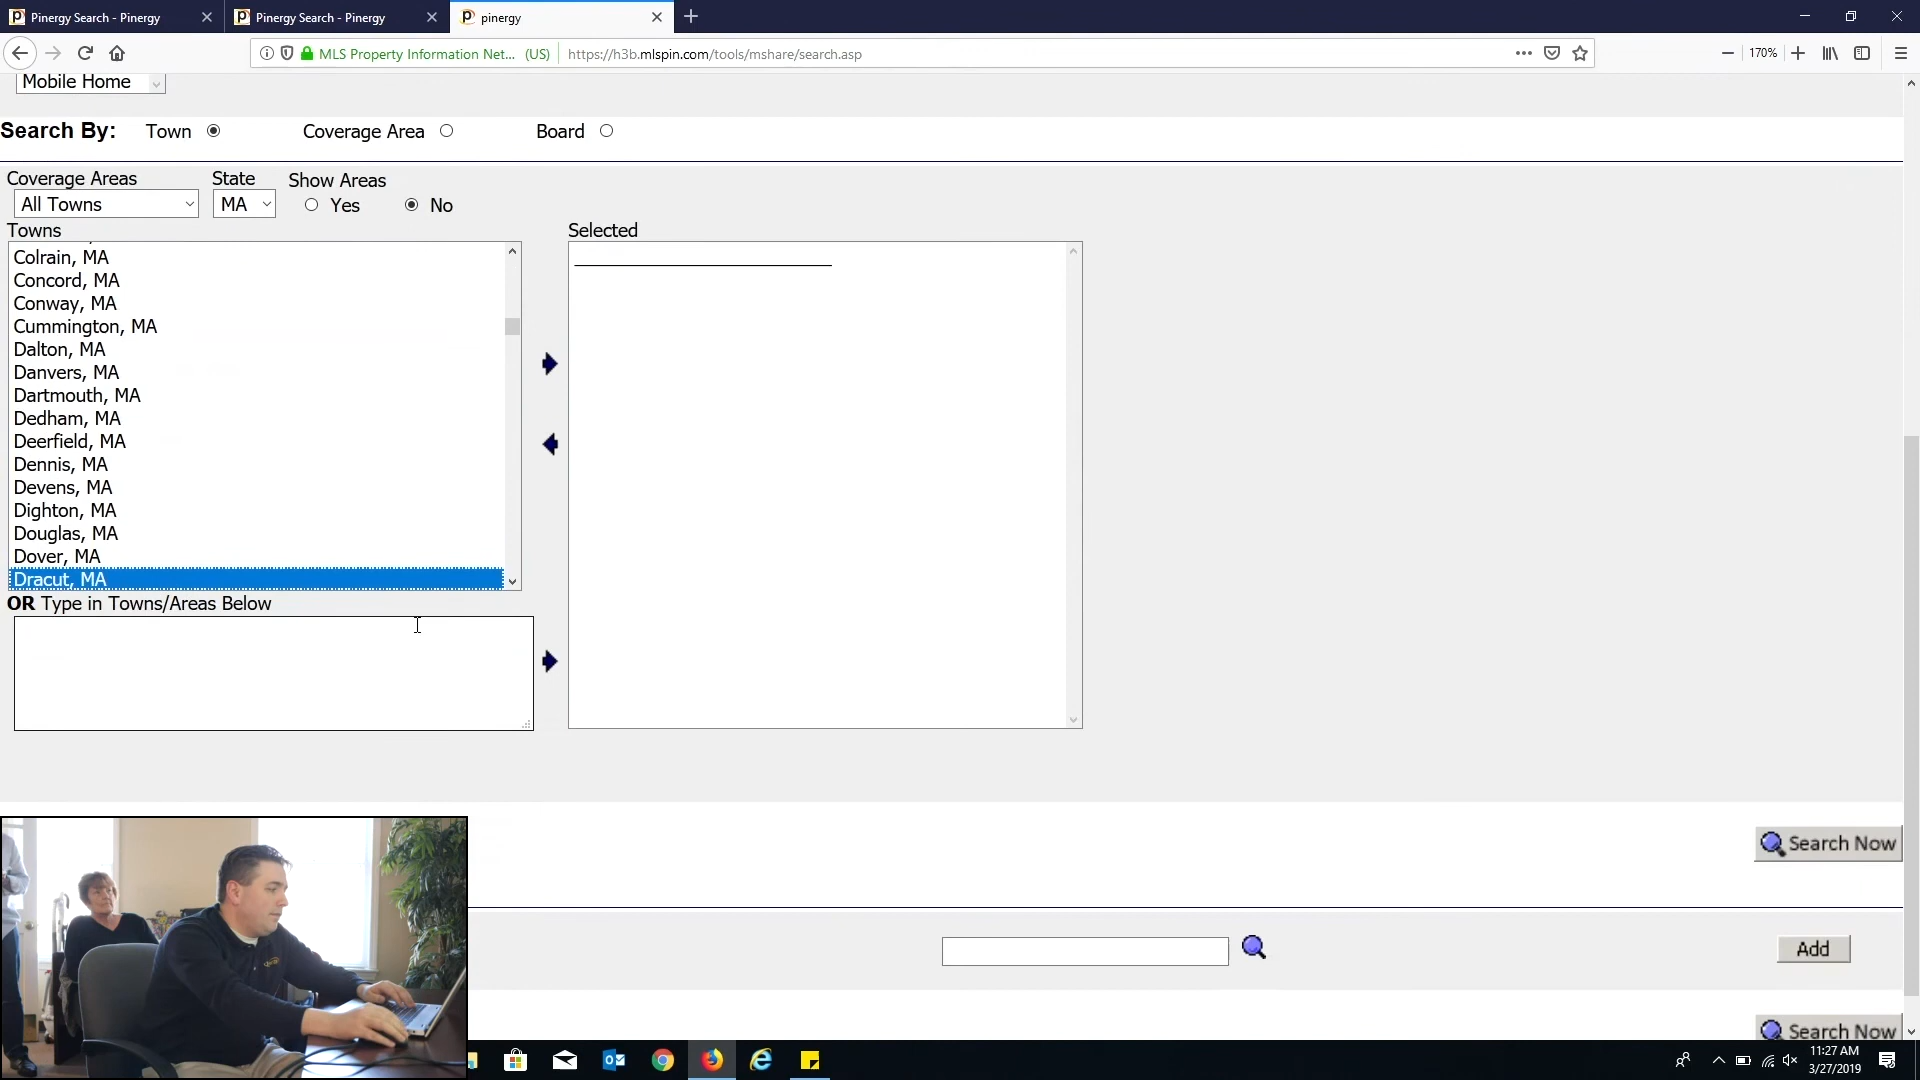 Pinergy Search - Pinergy
Pinergy Search - Pinergy
pinergy
MLS Property Information Net... (US)
https://h3b.mlspin.com/tools/mshare/search.asp
170%
Mobile Home
Search By: Town Coverage Area Board
Coverage Areas State Show Areas
All Towns MA Yes No
Towns Selected
Colrain, MA
Concord, MA
Conway, MA
Cummington, MA
Dalton, MA
Danvers, MA
Dartmouth, MA
Dedham, MA
Deerfield, MA
Dennis, MA
Devens, MA
Dighton, MA
Douglas, MA
Dover, MA
Dracut, MA
OR Type in Towns/Areas Below
Search Now
Add
Search Now
11:27 AM
3/27/2019